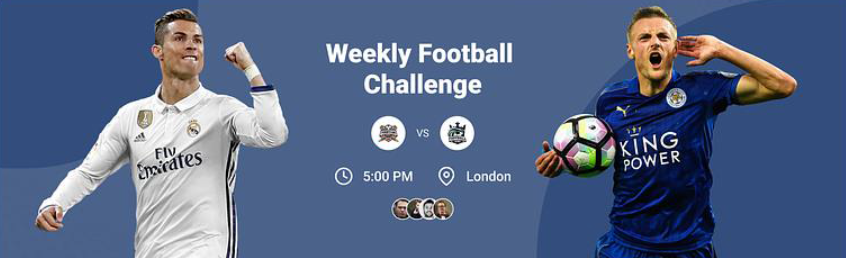 Weekly Football
Challenge
VS
5:00 PM
London
Fly
Emirates
KING
POWER